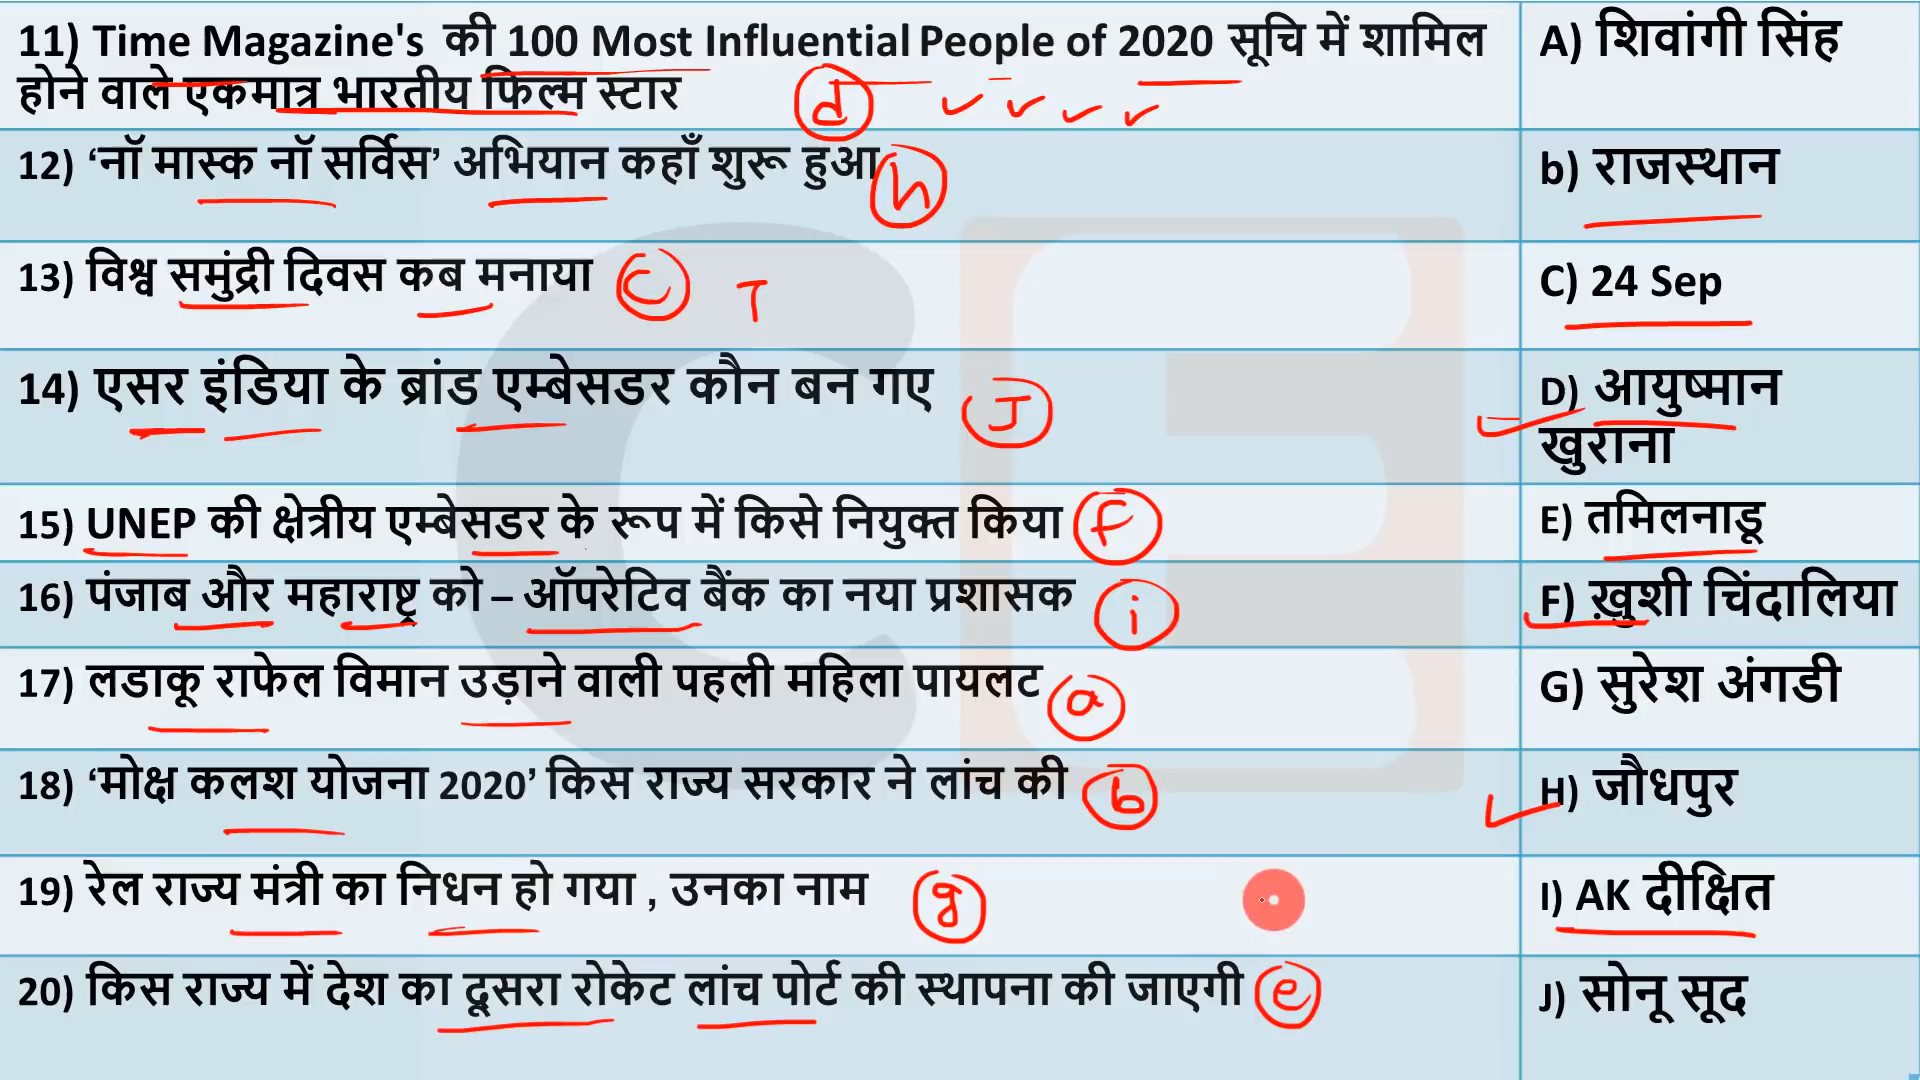 11) Time Magazine's की 100 Most Influential People of 2020 सूचि में शामिल
होने वाले एकमात्र भारतीय फिल्म स्टार d
A) शिवांगी सिंह
12) ‘नॉ मास्क नॉ सर्विस’ अभियान कहाँ शुरू हुआ h
b) राजस्थान
13) विश्व समुंद्री दिवस कब मनाया C T
C) 24 Sep
14) एसर इंडिया के ब्रांड एम्बेसडर कौन बन गए J
D) आयुष्मान
खुराना
15) UNEP की क्षेत्रीय एम्बेसडर के रूप में किसे नियुक्त किया F
E) तमिलनाडू
16) पंजाब और महाराष्ट्र को – ऑपरेटिव बैंक का नया प्रशासक i
F) ख़ुशी चिंदालिया
17) लडाकू राफेल विमान उड़ाने वाली पहली महिला पायलट a
G) सुरेश अंगडी
18) ‘मोक्ष कलश योजना 2020’ किस राज्य सरकार ने लांच की b
H) जौधपुर
19) रेल राज्य मंत्री का निधन हो गया , उनका नाम g
I) AK दीक्षित
20) किस राज्य में देश का दूसरा रोकेट लांच पोर्ट की स्थापना की जाएगी e
J) सोनू सूद